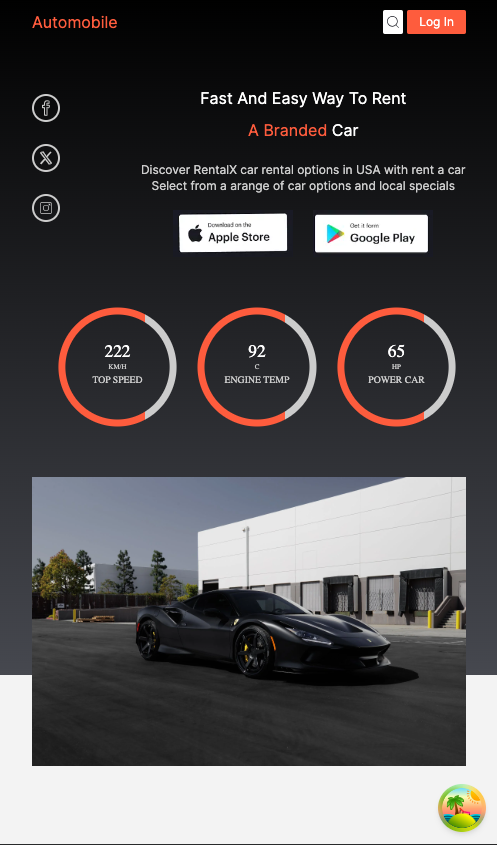 Automobile
Log In
Fast And Easy Way To Rent
A Branded Car
Discover RentalX car rental options in USA with rent a car
Select from a arange of car options and local specials
Download on the
Apple Store
Get it form
Google Play
222
KM/H
TOP SPEED
92
C
ENGINE TEMP
65
HP
POWER CAR